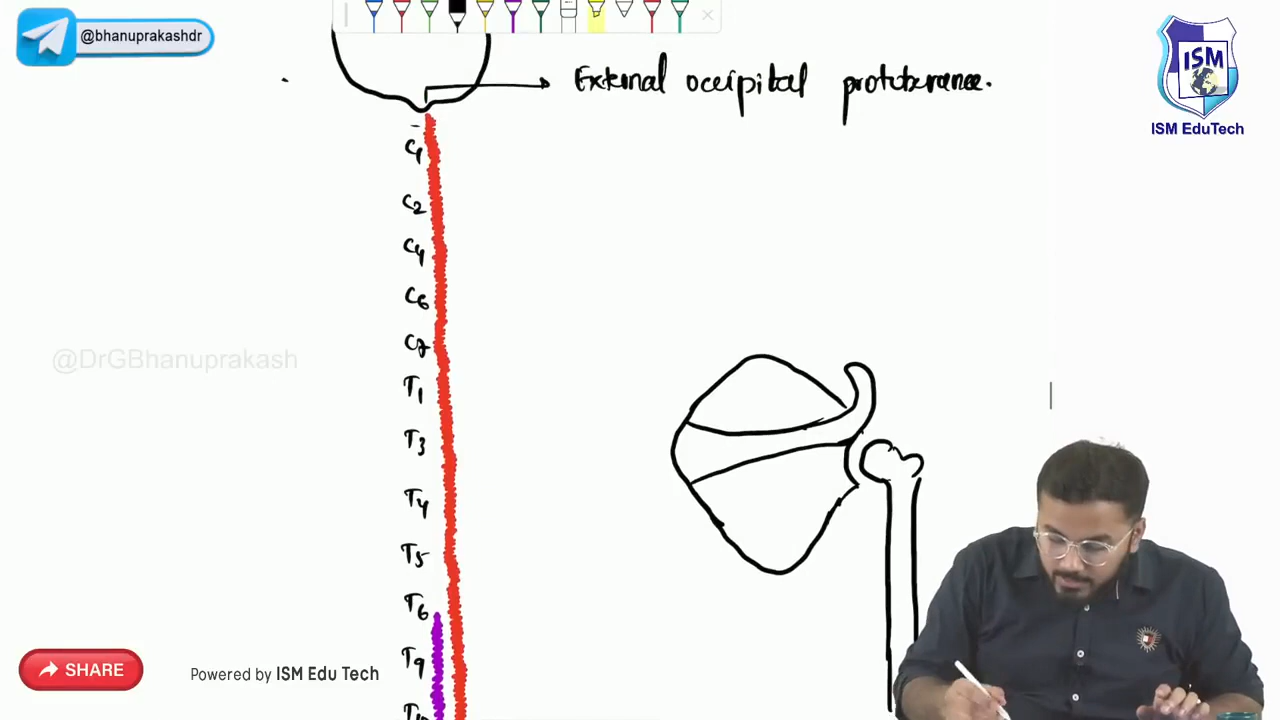 @bhanuprakashdr
External occipital protuberance.
ISM
ISM EduTech
C1
C2
C4
C6
C7
@DrGBhanuprakash
T1
T3
T4
T5
T6
T9
SHARE
Powered by ISM Edu Tech